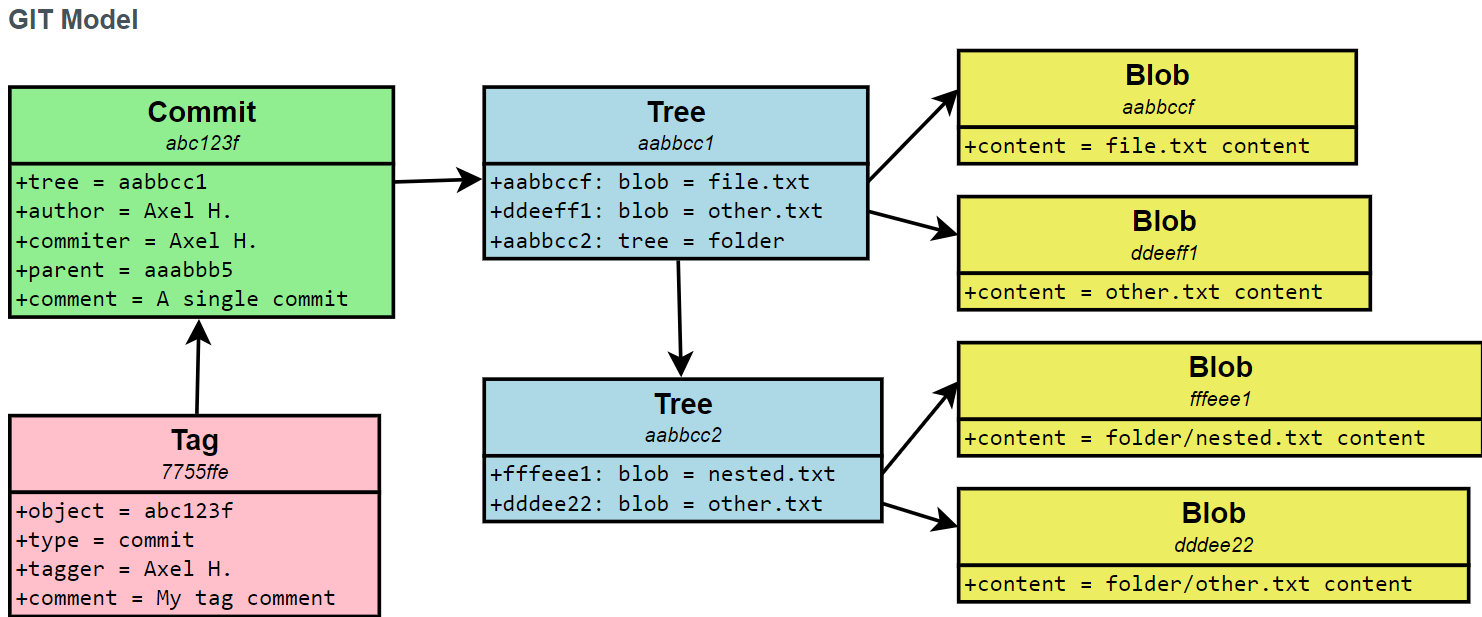 GIT Model
Commit
abc123f
+tree = aabbcc1
+author = Axel H.
+commiter = Axel H.
+parent = aaabbb5
+comment = A single commit
Tag
7755ffe
+object = abc123f
+type = commit
+tagger = Axel H.
+comment = My tag comment
Tree
aabbcc1
+aabbccf: blob = file.txt
+ddeeff1: blob = other.txt
+aabbcc2: tree = folder
Tree
aabbcc2
+fffeee1: blob = nested.txt
+dddee22: blob = other.txt
Blob
aabbccf
+content = file.txt content
Blob
ddeeff1
+content = other.txt content
Blob
fffeee1
+content = folder/nested.txt content
Blob
dddee22
+content = folder/other.txt content